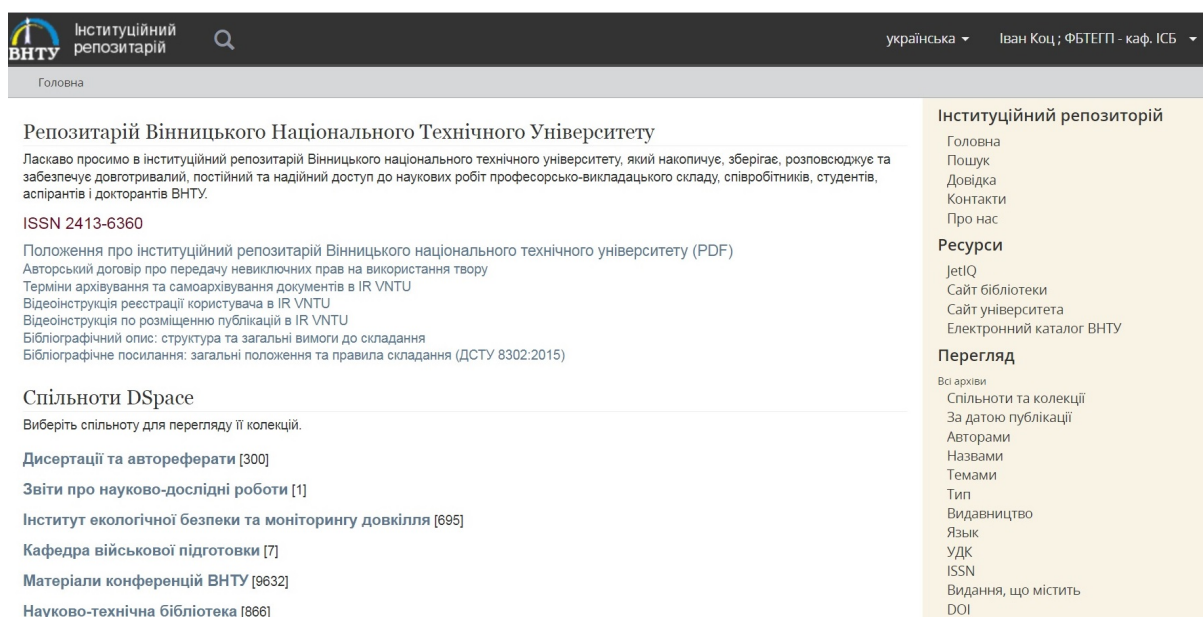 ВНТУ
Інституційний
репозитарій
українська
Іван Коц ; ФБТЕГП - каф. ІСБ
Головна
Репозитарій Вінницького Національного Технічного Університету
Ласкаво просимо в інституційний репозитарій Вінницького національного технічного університету, який накопичує, зберігає, розповсюджує та
забезпечує довготривалий, постійний та надійний доступ до наукових робіт професорсько-викладацького складу, співробітників, студентів,
аспірантів і докторантів ВНТУ.
ISSN 2413-6360
Положення про інституційний репозитарій Вінницького національного технічного університету (PDF)
Авторський договір про передачу невиключних прав на використання твору
Терміни архівування та самоархівування документів в IR VNTU
Відеоінструкція реєстрації користувача в IR VNTU
Відеоінструкція по розміщенню публікацій в IR VNTU
Бібліографічний опис: структура та загальні вимоги до складання
Бібліографічне посилання: загальні положення та правила складання (ДСТУ 8302:2015)
Спільноти DSpace
Виберіть спільноту для перегляду її колекцій.
Дисертації та автореферати [300]
Звіти про науково-дослідні роботи [1]
Інститут екологічної безпеки та моніторингу довкілля [695]
Кафедра військової підготовки [7]
Матеріали конференцій ВНТУ [9632]
Науково-технічна бібліотека [866]
Інституційний репозиторій
Головна
Пошук
Довідка
Контакти
Про нас
Ресурси
JetIQ
Сайт бібліотеки
Сайт університета
Електронний каталог ВНТУ
Перегляд
Всі архіви
Спільноти та колекції
За датою публікації
Авторами
Назвами
Темами
Тип
Видавництво
Язык
УДК
ISSN
Видання, що містить
DOI